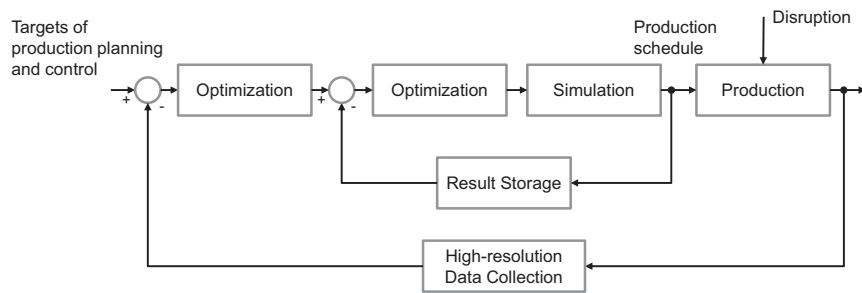 Targets of
production planning
and control
Production
schedule
Disruption
Optimization
Optimization
Simulation
Production
+
-
+
-
Result Storage
High-resolution
Data Collection